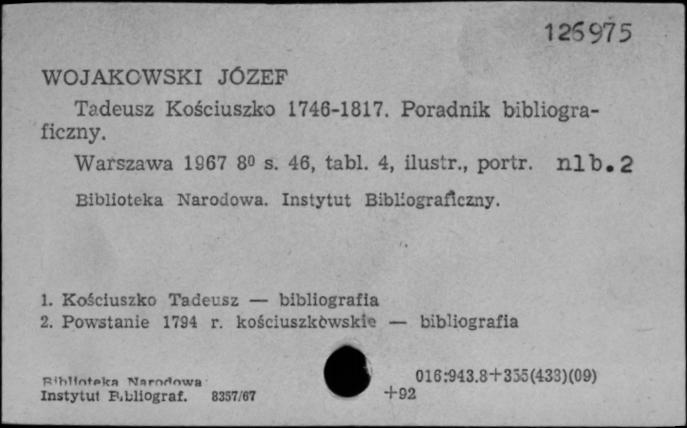 126975
WOJAKOWSKI JÓZEF
Tadeusz Kościuszko 1746-1817. Poradnik bibliogra-
ficzny.
Warszawa 1967 8º s. 46, tabl. 4, ilustr., portr. nlb.2
Biblioteka Narodowa. Instytut Bibliograficzny.
1. Kościuszko Tadeusz — bibliografia
2. Powstanie 1794 r. kościuszkowskie — bibliografia
Biblioteka Narodowa
Instytut Bibliograf. 8357/67
016:943.8+355(433)(09)
+92